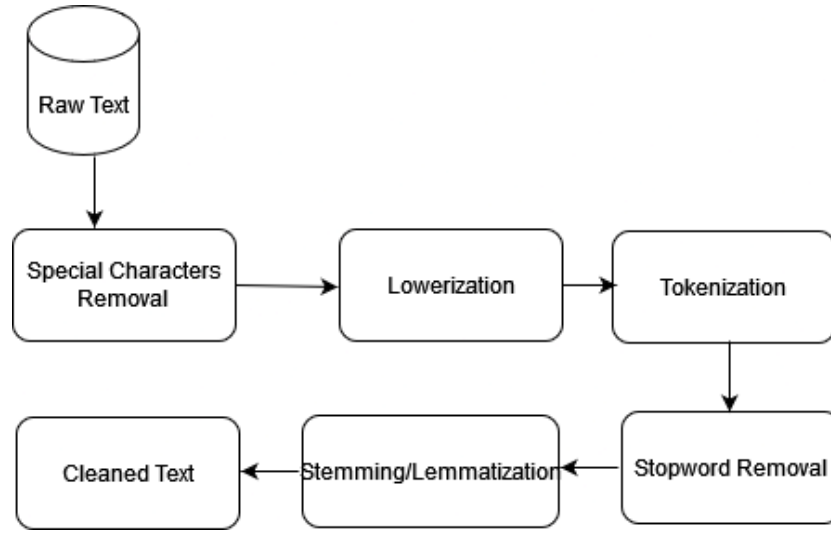 Raw Text
Special Characters
Removal
Lowerization
Tokenization
Stopword Removal
Stemming/Lemmatization
Cleaned Text